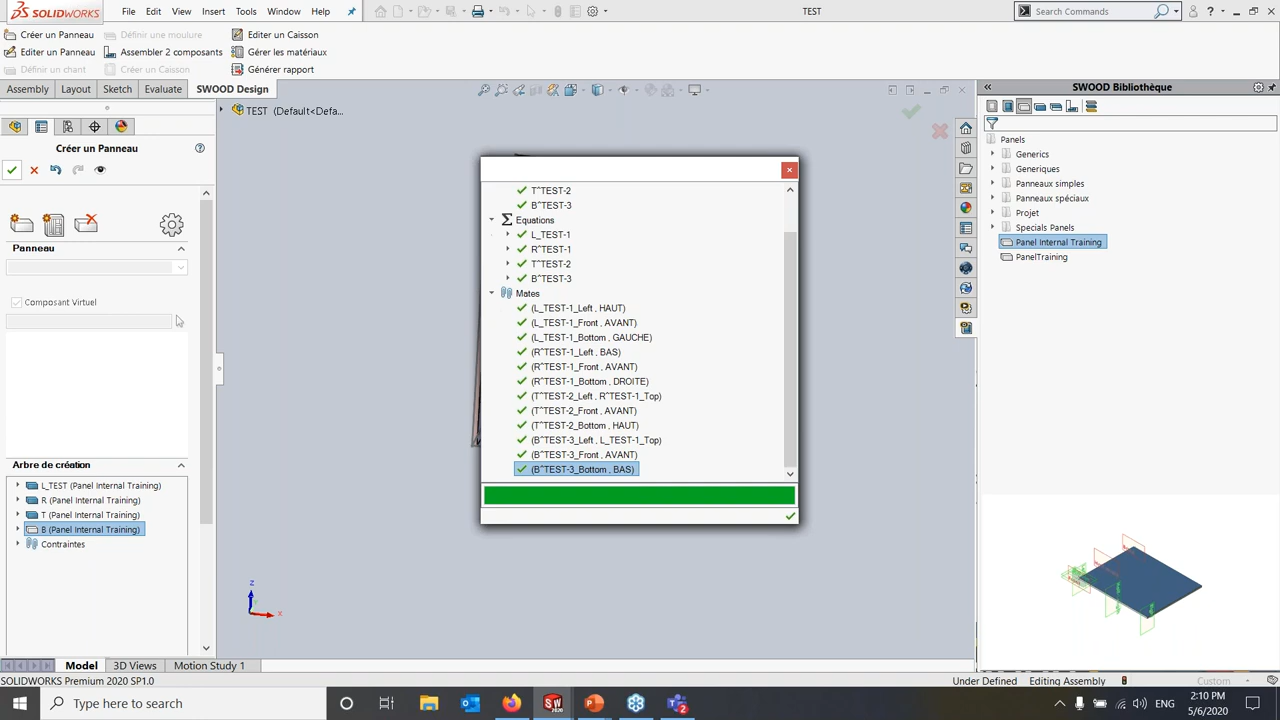 SOLIDWORKS
File Edit View Insert Tools Window Help
TEST
Search Commands
Créer un Panneau
Définir une moulure
Editer un Caisson
Editer un Panneau
Assembler 2 composants
Gérer les matériaux
Définir un chant
Créer un Caisson
Générer rapport
Assembly Layout Sketch Evaluate SWOOD Design
TEST (Default<Defa...
Créer un Panneau
Panneau
Composant Virtuel
Arbre de création
L_TEST (Panel Internal Training)
R (Panel Internal Training)
T (Panel Internal Training)
B (Panel Internal Training)
Contraintes
T^TEST-2
B^TEST-3
Equations
L_TEST-1
R^TEST-1
T^TEST-2
B^TEST-3
Mates
(L_TEST-1_Left , HAUT)
(L_TEST-1_Front , AVANT)
(L_TEST-1_Bottom , GAUCHE)
(R^TEST-1_Left , BAS)
(R^TEST-1_Front , AVANT)
(R^TEST-1_Bottom , DROITE)
(T^TEST-2_Left , R^TEST-1_Top)
(T^TEST-2_Front , AVANT)
(T^TEST-2_Bottom , HAUT)
(B^TEST-3_Left , L_TEST-1_Top)
(B^TEST-3_Front , AVANT)
(B^TEST-3_Bottom , BAS)
z
x
SWOOD Bibliothèque
Panels
Generics
Generiques
Panneaux simples
Panneaux spéciaux
Projet
Specials Panels
Panel Internal Training
PanelTraining
Model 3D Views Motion Study 1
SOLIDWORKS Premium 2020 SP1.0
Under Defined Editing Assembly Custom
Type here to search
2:10 PM
5/6/2020